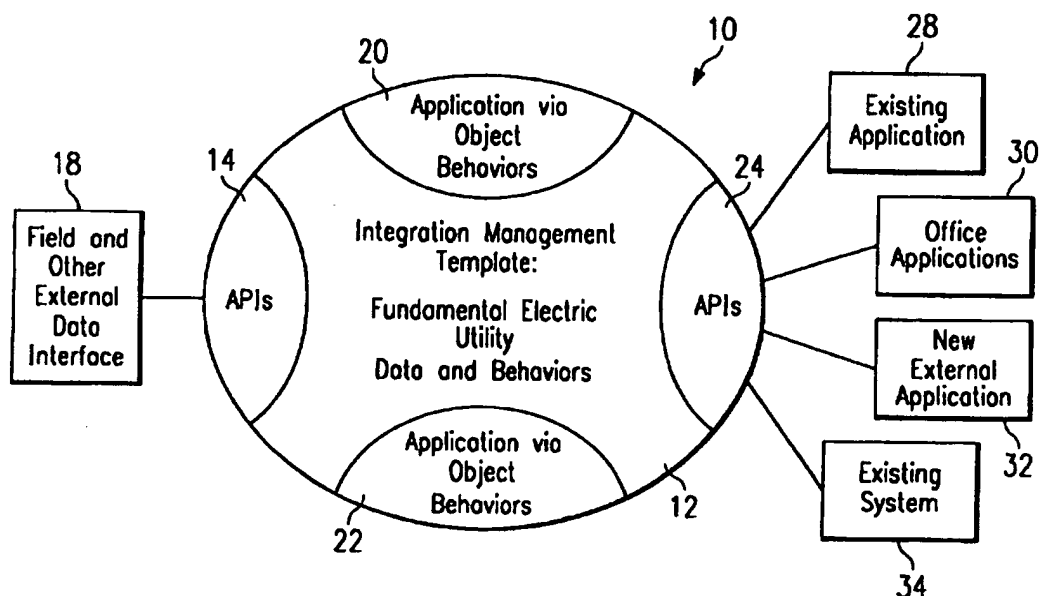 10
20
28
Application via
Object
Behaviors
Existing
Application
14
24
18
30
Field and
Other
External
Data
Interface
APIs
Integration Management
Template:
Fundamental Electric
Utility
Data and Behaviors
APIs
Office
Applications
New
External
Application
32
Application via
Object
Behaviors
22
12
Existing
System
34